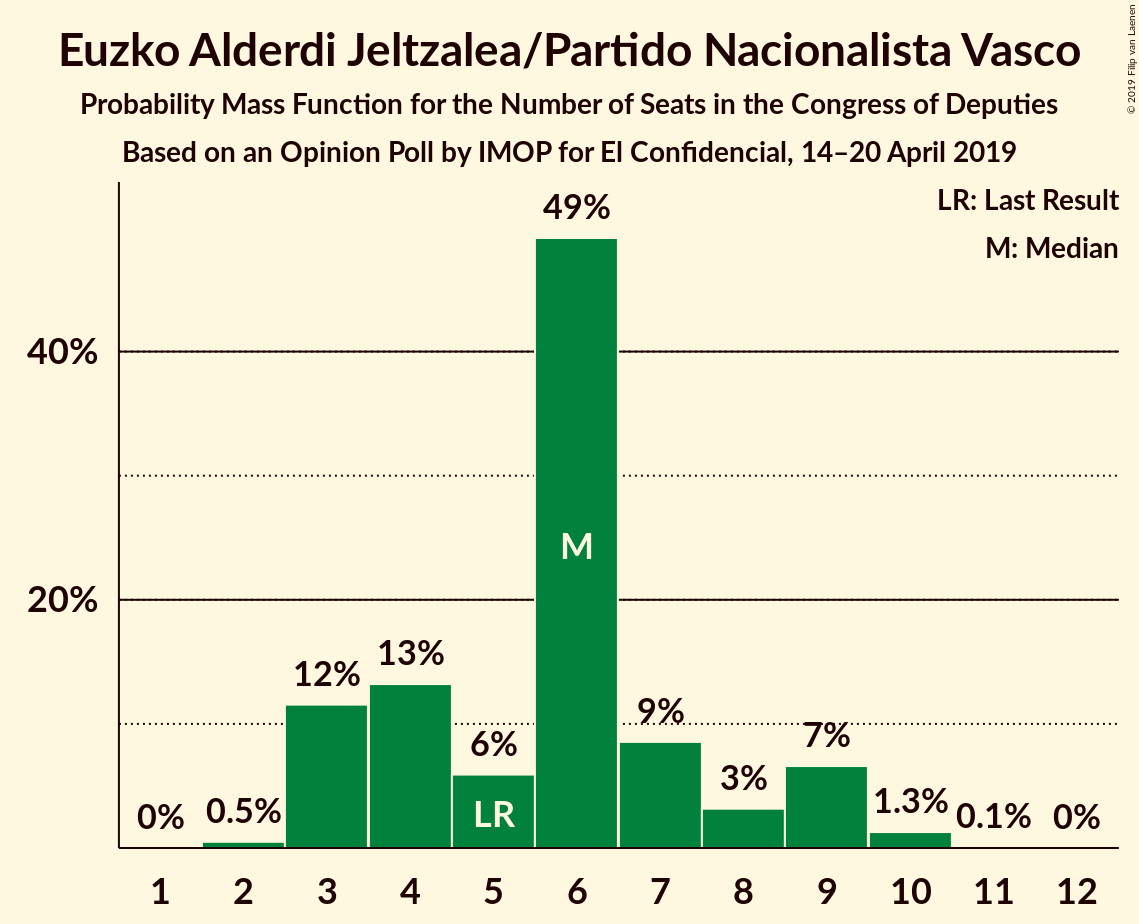 Euzko Alderdi Jeltzalea/Partido Nacionalista Vasco
Probability Mass Function for the Number of Seats in the Congress of Deputies
Based on an Opinion Poll by IMOP for El Confidencial, 14–20 April 2019
© 2019 Filip van Laenen
LR: Last Result
M: Median
49%
40%
M
20%
13%
12%
9%
7%
6%
3%
1.3%
0.5%
0%
0.1%
0%
LR
1 2 3 4 5 6 7 8 9 10 11 12